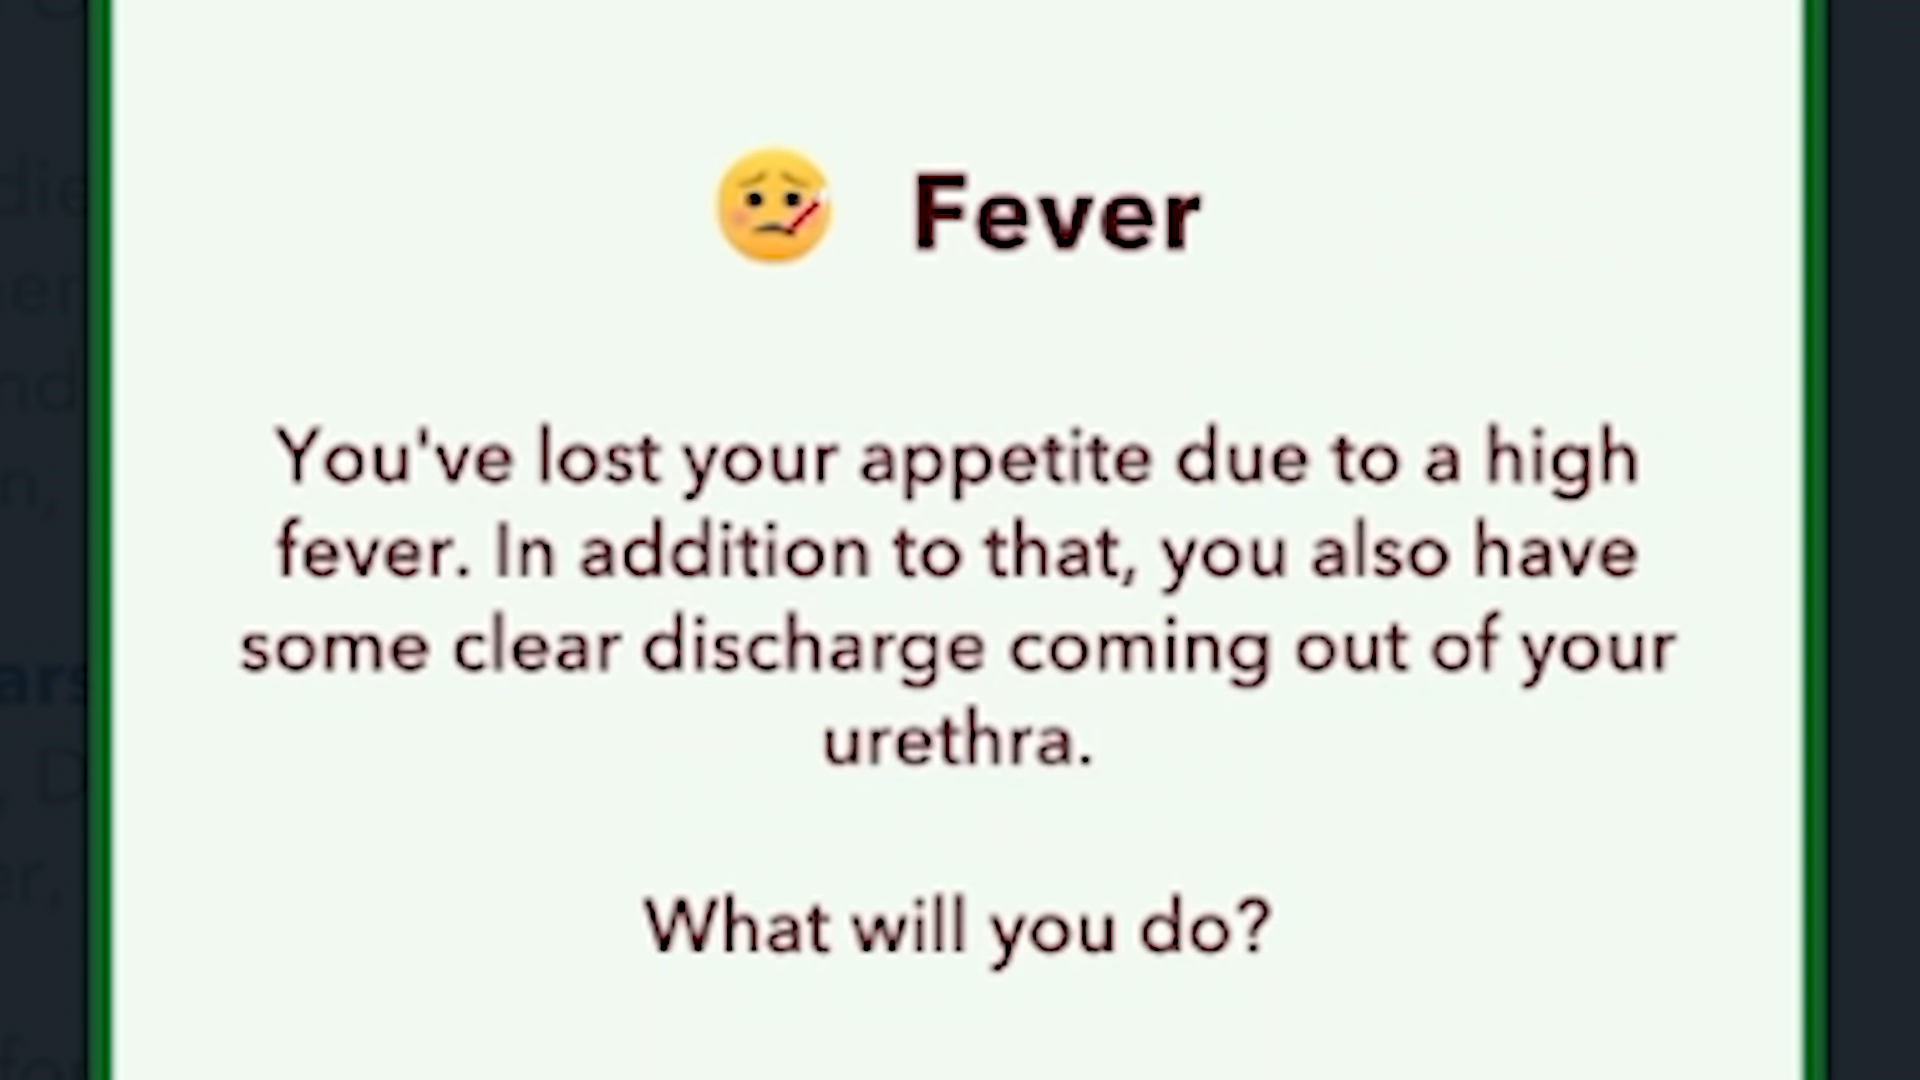 Fever
You've lost your appetite due to a high
fever. In addition to that, you also have
some clear discharge coming out of your
urethra.
What will you do?